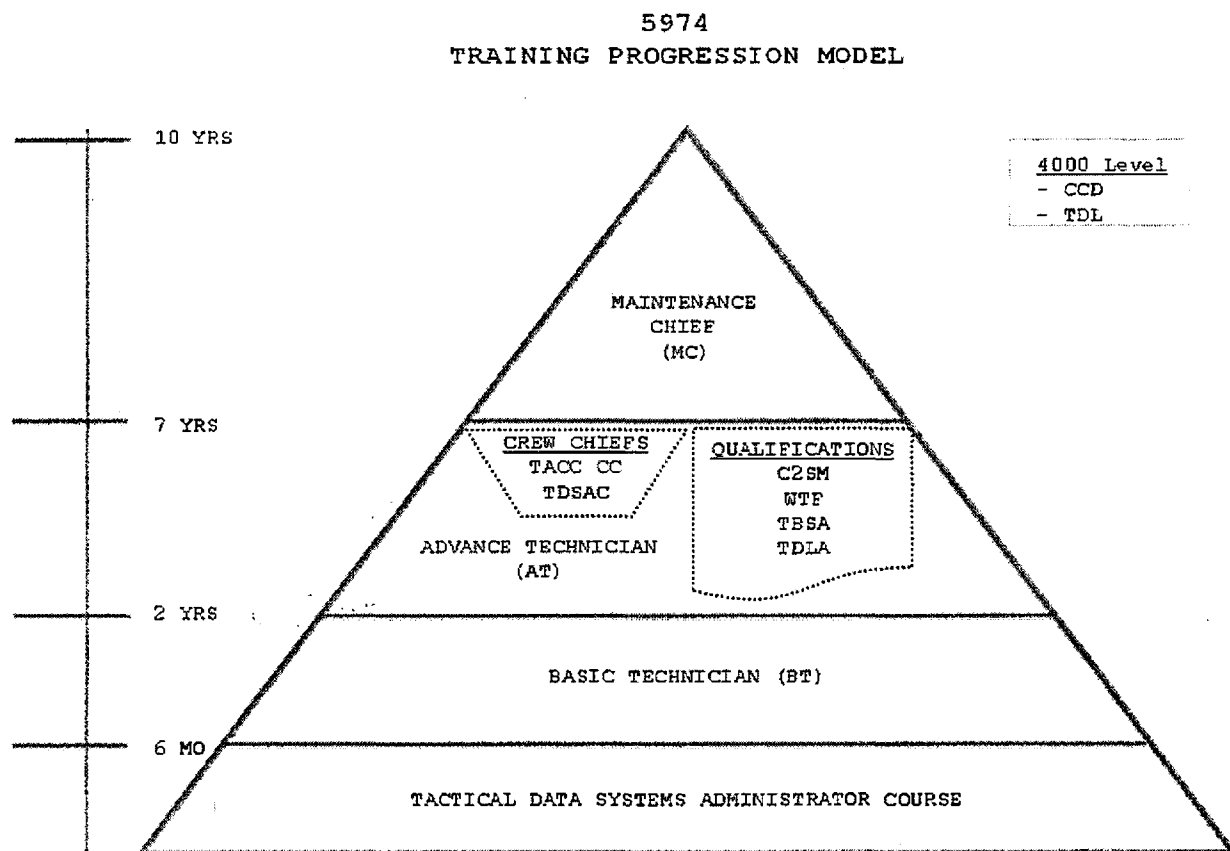 5974
TRAINING PROGRESSION MODEL
10 YRS
4000 Level
- CCD
- TDL
MAINTENANCE
CHIEF
(MC)
7 YRS
CREW CHIEFS
TACC CC
TDSAC
QUALIFICATIONS
C2SM
WTF
TBSA
TDLA
ADVANCE TECHNICIAN
(AT)
2 YRS
BASIC TECHNICIAN (BT)
6 MO
TACTICAL DATA SYSTEMS ADMINISTRATOR COURSE